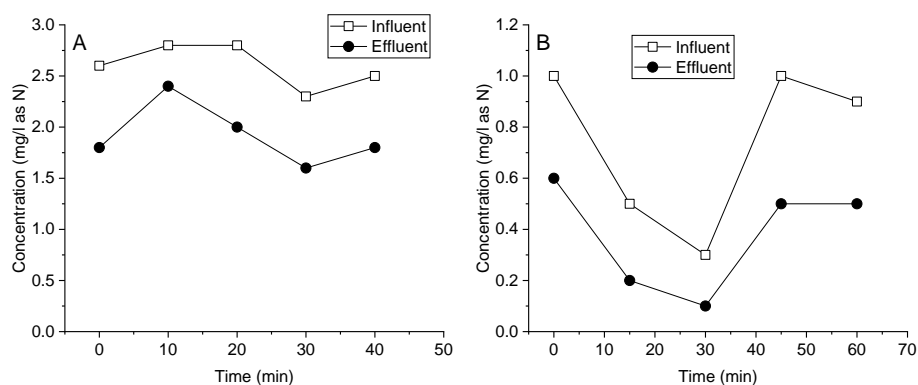 A
Influent
Effluent
Concentration (mg/l as N)
3.0
2.5
2.0
1.5
1.0
0.5
0.0
0 10 20 30 40 50
Time (min)
B
Influent
Effluent
Concentration (mg/l as N)
1.2
1.0
0.8
0.6
0.4
0.2
0.0
0 10 20 30 40 50 60 70
Time (min)